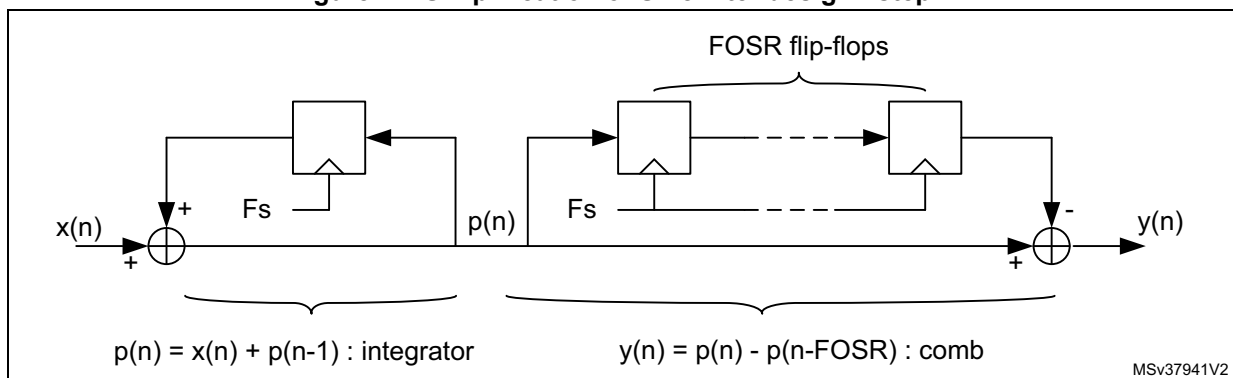 FOSR flip-flops
Fs
Fs
x(n)
+
+
p(n)
-
+
y(n)
p(n) = x(n) + p(n-1) : integrator
y(n) = p(n) - p(n-FOSR) : comb
MSv37941V2